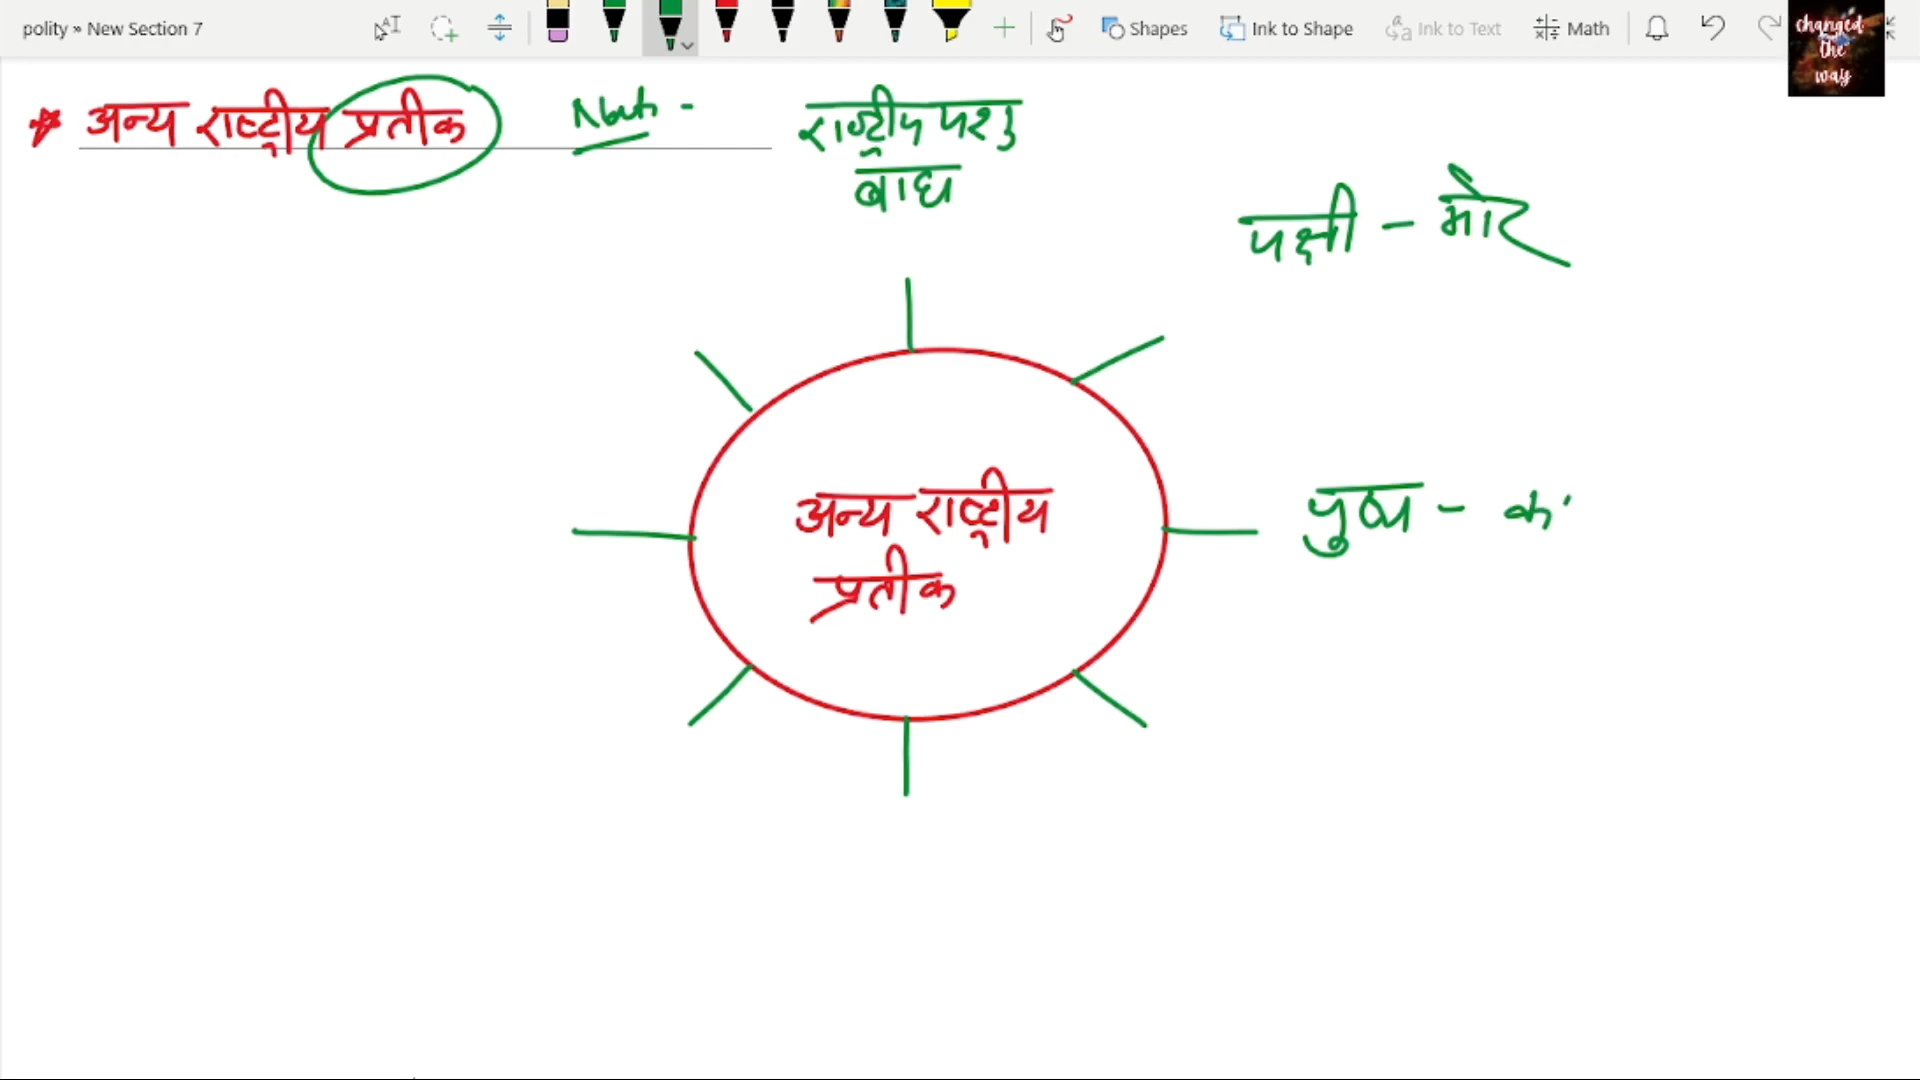 polity » New Section 7
Shapes
Ink to Shape
Ink to Text
Math
changed
the
way
* अन्य राष्ट्रीय प्रतीक
राष्ट्रीय पशु
बाघ
पक्षी - मोर
पुष्प - क
अन्य राष्ट्रीय
प्रतीक